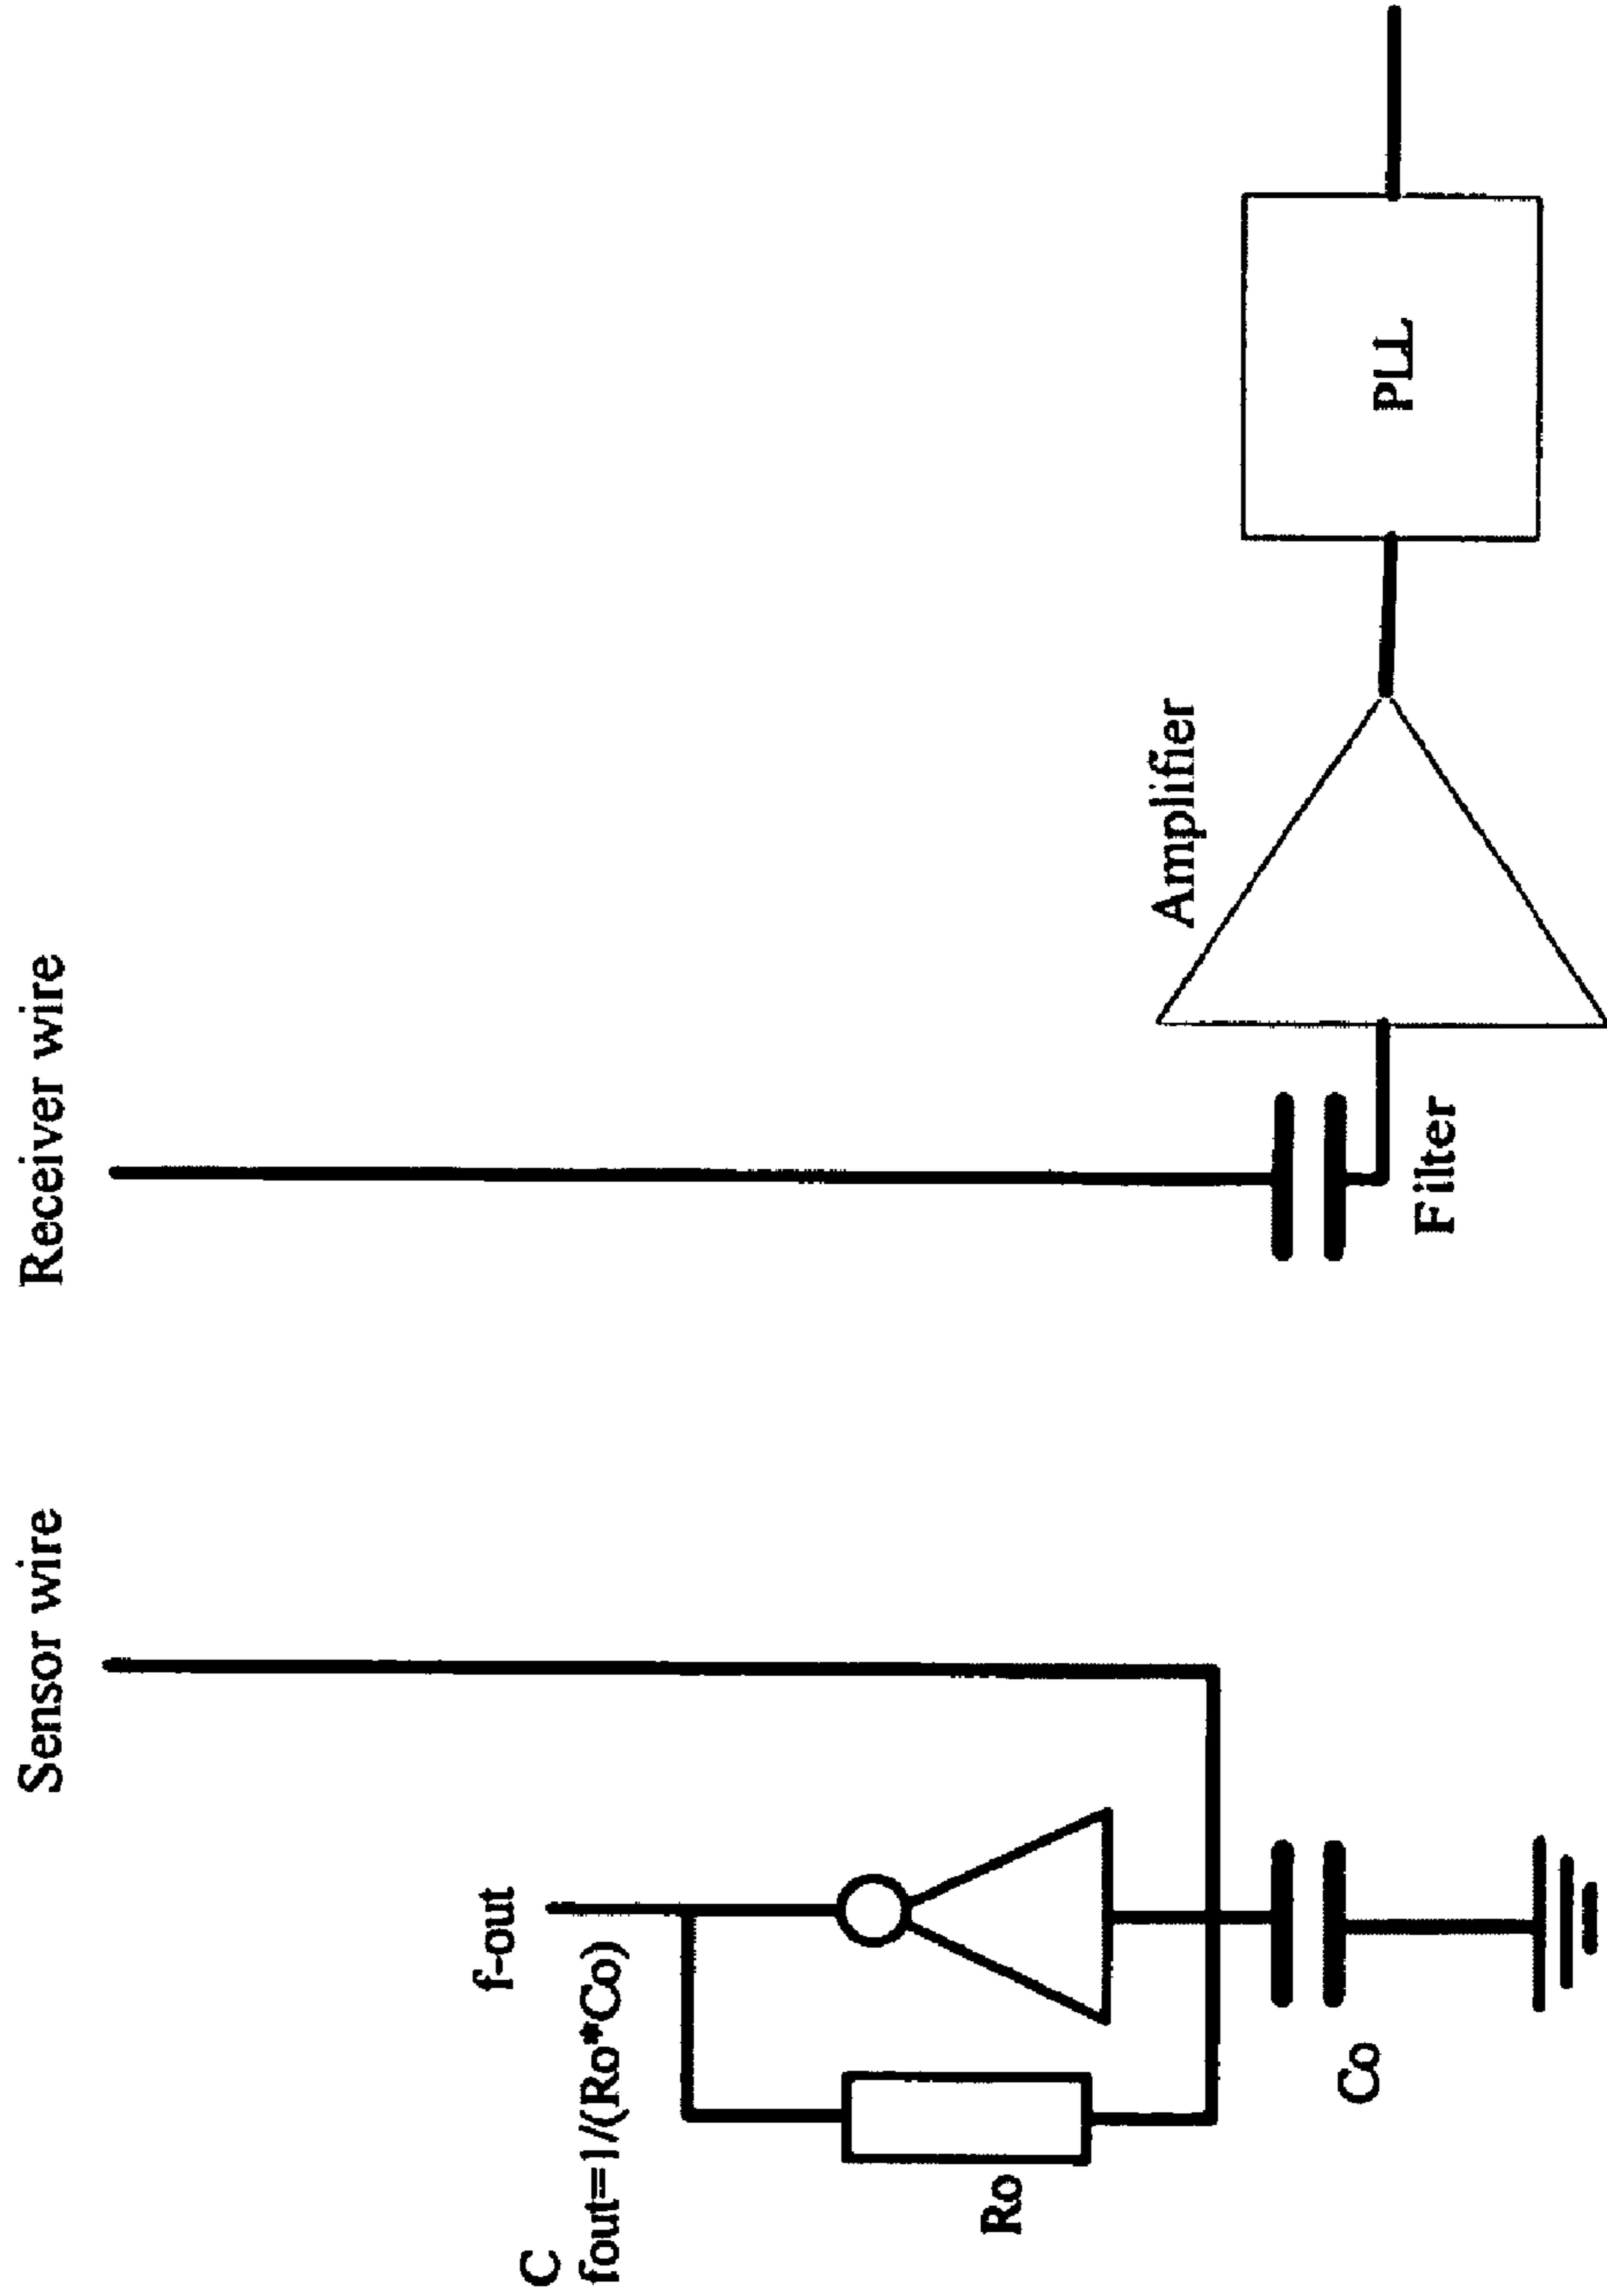 Receiver wire
Sensor wire
Amplifier
PLL
Filter
f-out
C
fout=1/(Ro*Co)
Ro
Co